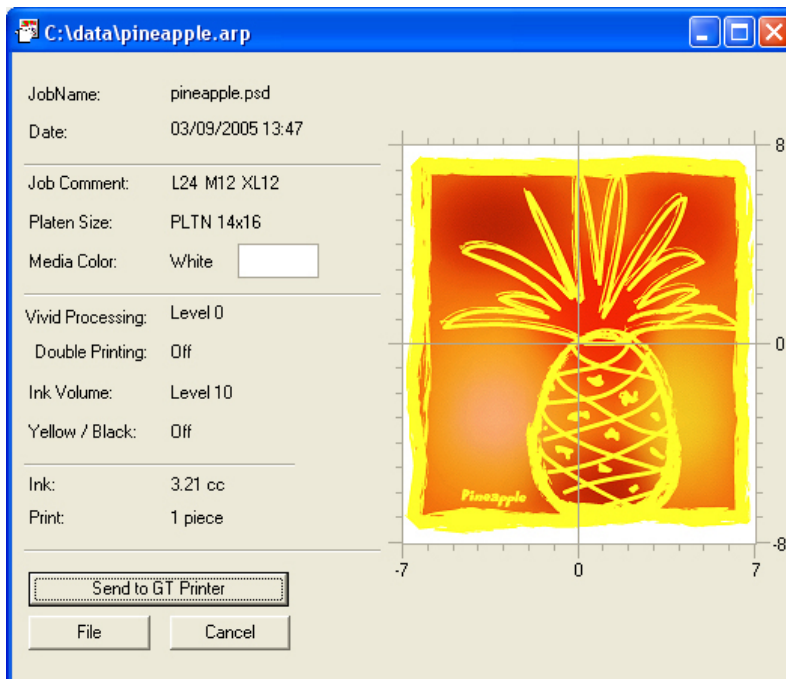 C:\data\pineapple.arp
JobName: pineapple.psd
Date: 03/09/2005 13:47
Job Comment: L24 M12 XL12
Platen Size: PLTN 14x16
Media Color: White
Vivid Processing: Level 0
Double Printing: Off
Ink Volume: Level 10
Yellow / Black: Off
Ink: 3.21 cc
Print: 1 piece
Send to GT Printer
File Cancel
8
0
-8
-7 0 7
Pineapple